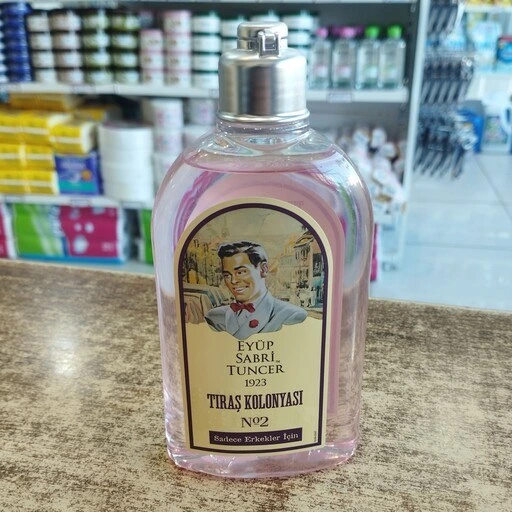 EYÜP
SABRİ
TUNCER
1923
TIRAŞ KOLONYASI
Nº2
Sadece Erkekler İçin